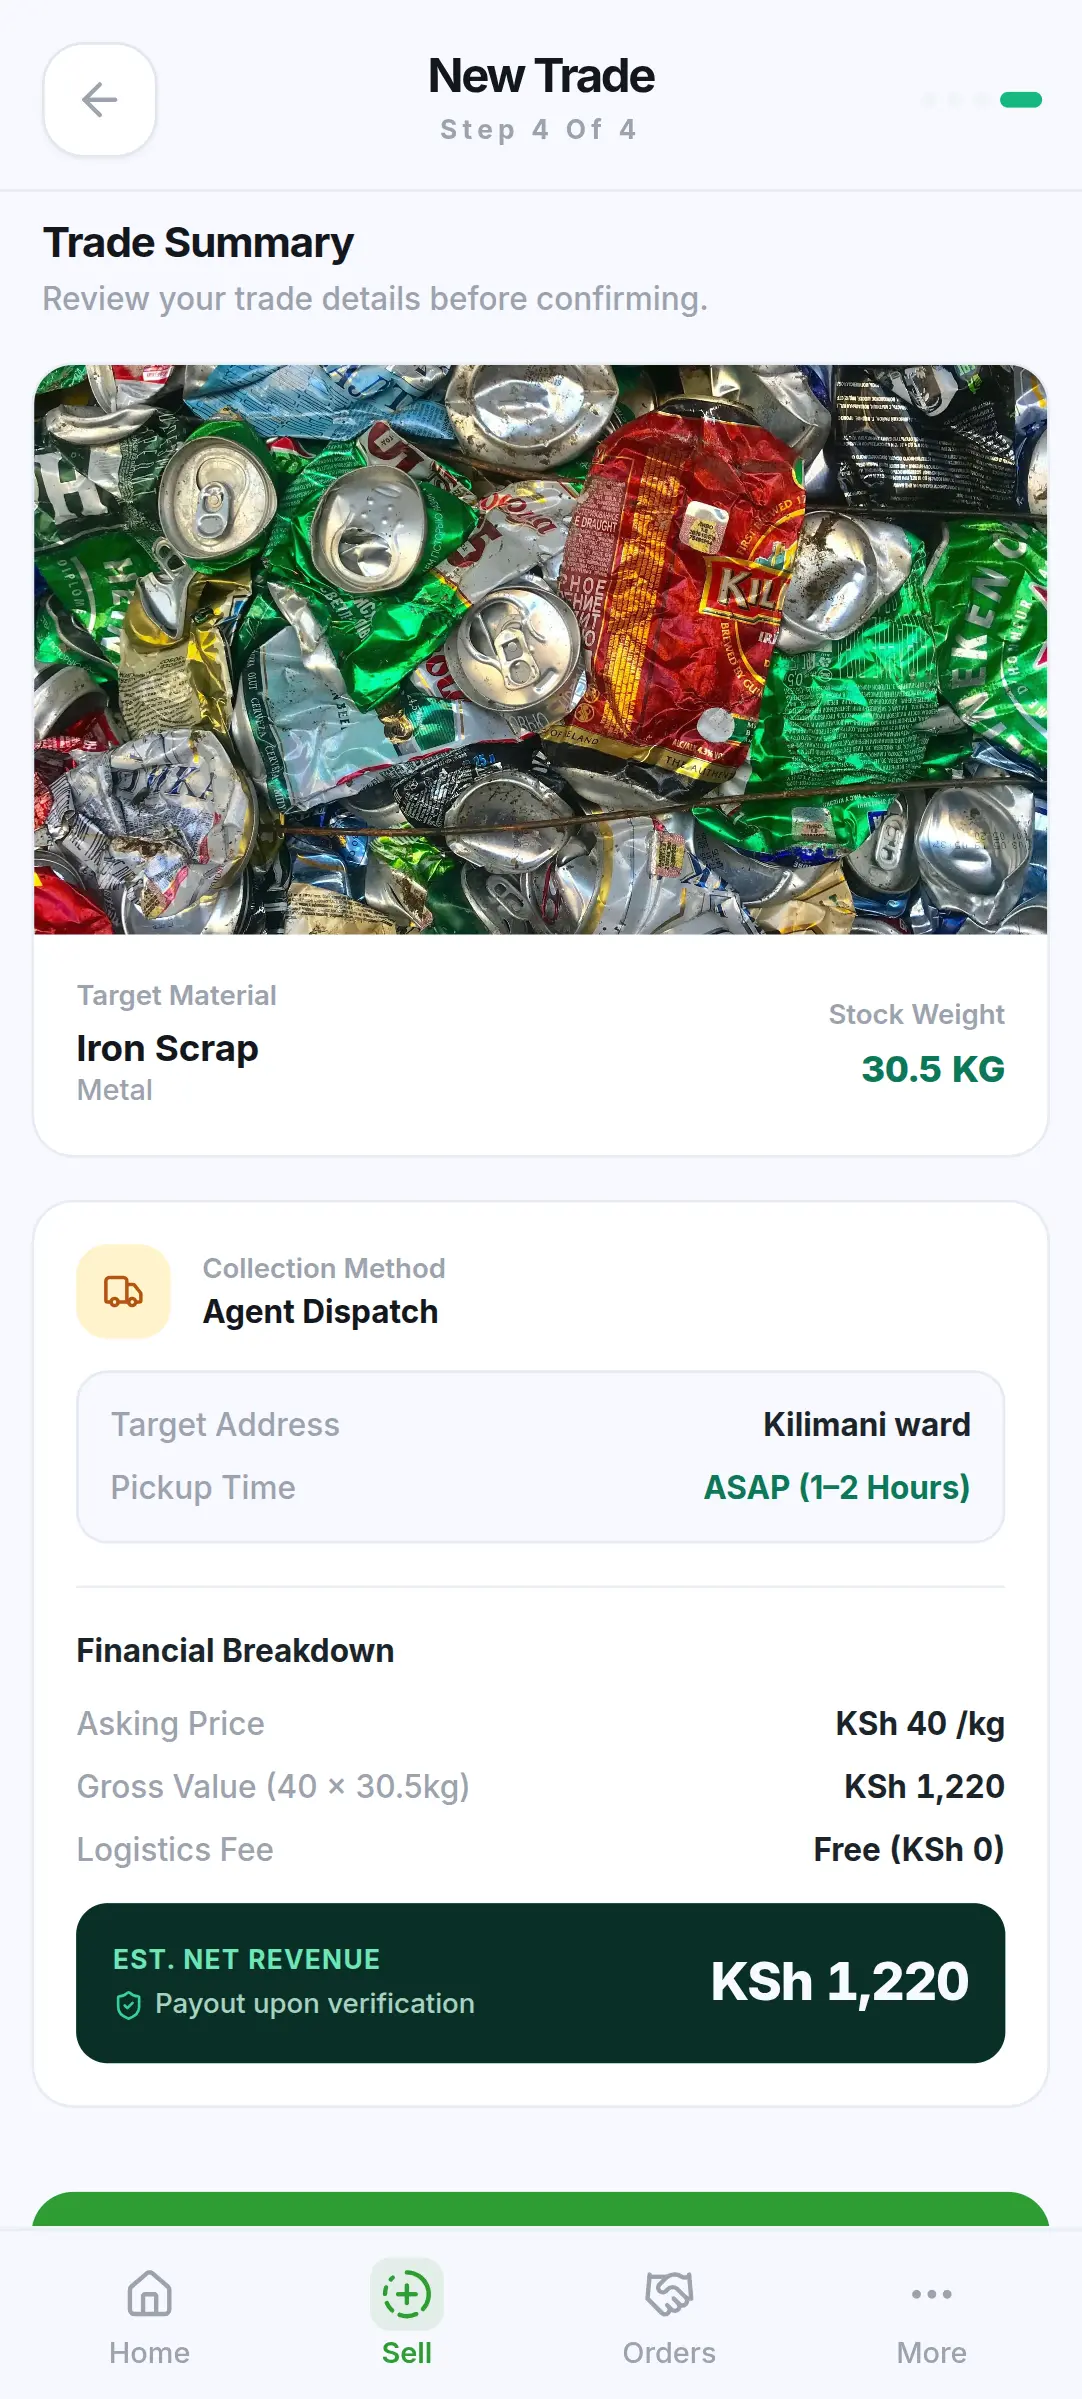 New Trade
Step 4 Of 4
Trade Summary
Review your trade details before confirming.
H
E DRAUGHT
KIL
EKEN
Target Material
Iron Scrap
Metal
Stock Weight
30.5 KG
Collection Method
Agent Dispatch
Target Address
Kilimani ward
Pickup Time
ASAP (1–2 Hours)
Financial Breakdown
Asking Price
KSh 40 /kg
Gross Value (40 × 30.5kg)
KSh 1,220
Logistics Fee
Free (KSh 0)
EST. NET REVENUE
Payout upon verification
KSh 1,220
Home
Sell
Orders
More